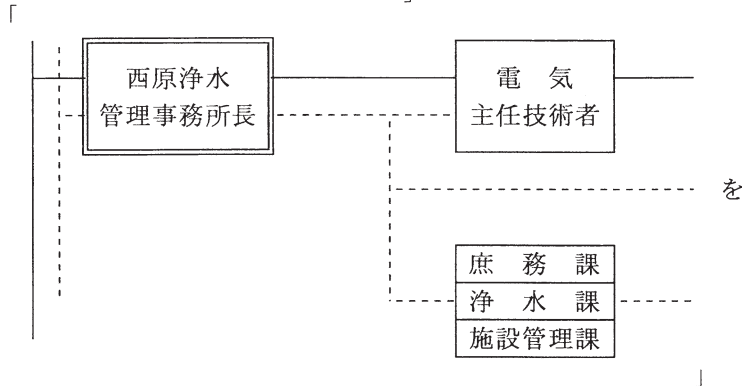 「
西原浄水
管理事務所長
電気
主任技術者
を
庶務課
浄水課
施設管理課
」